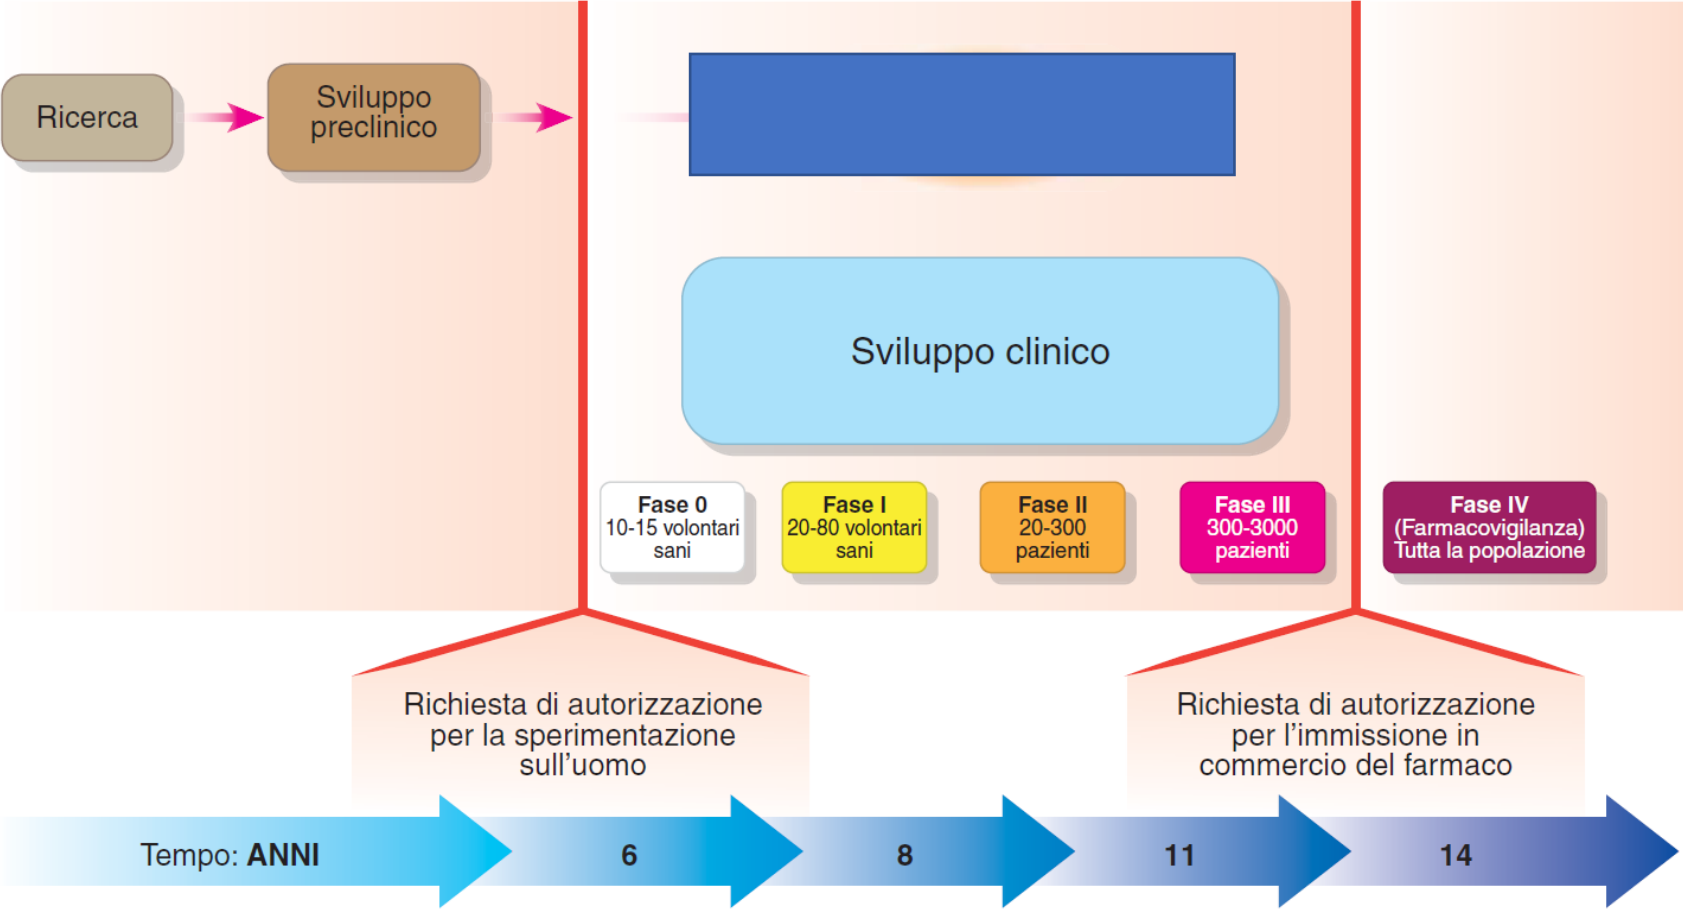 Ricerca
Sviluppo
preclinico
Sviluppo clinico
Fase 0
10-15 volontari
sani
Fase I
20-80 volontari
sani
Fase II
20-300
pazienti
Fase III
300-3000
pazienti
Fase IV
(Farmacovigilanza)
Tutta la popolazione
Richiesta di autorizzazione
per la sperimentazione
sull'uomo
Richiesta di autorizzazione
per l'immissione in
commercio del farmaco
Tempo: ANNI
6
8
11
14